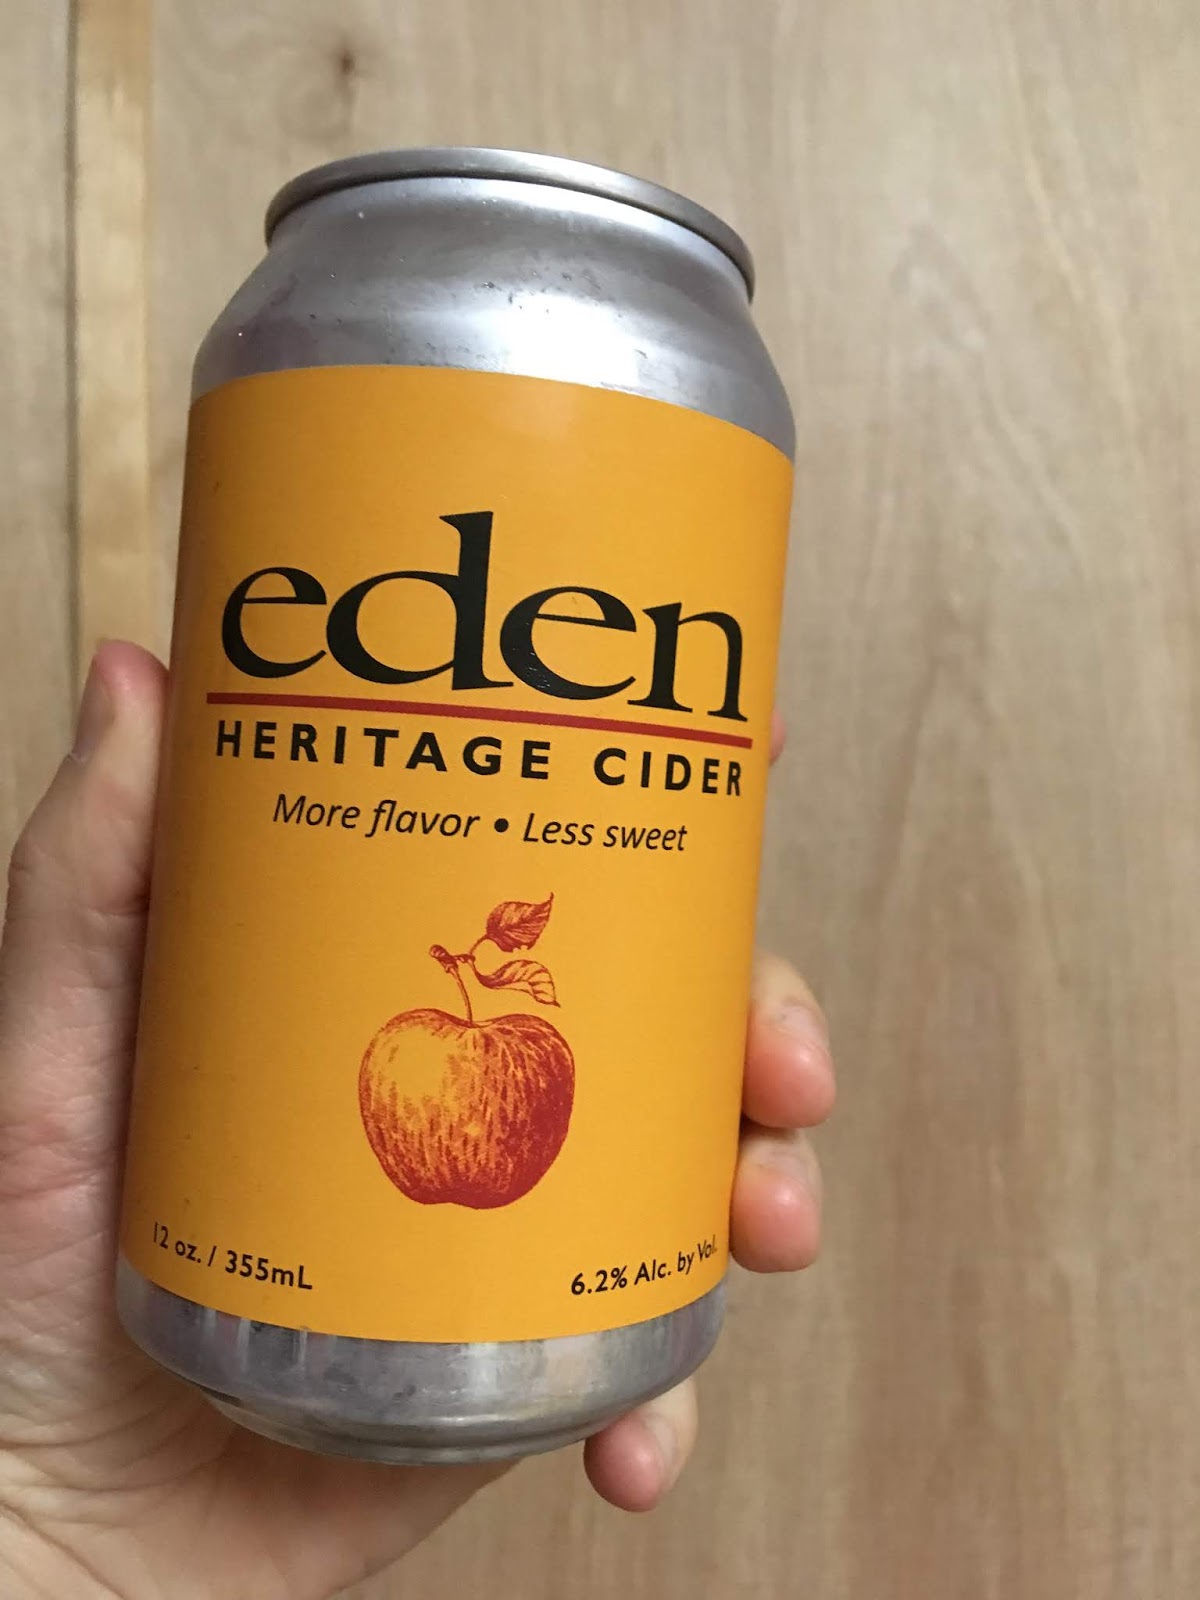 eden
HERITAGE CIDER
More flavor • Less sweet
12 oz. / 355mL
6.2% Alc. by Vol.